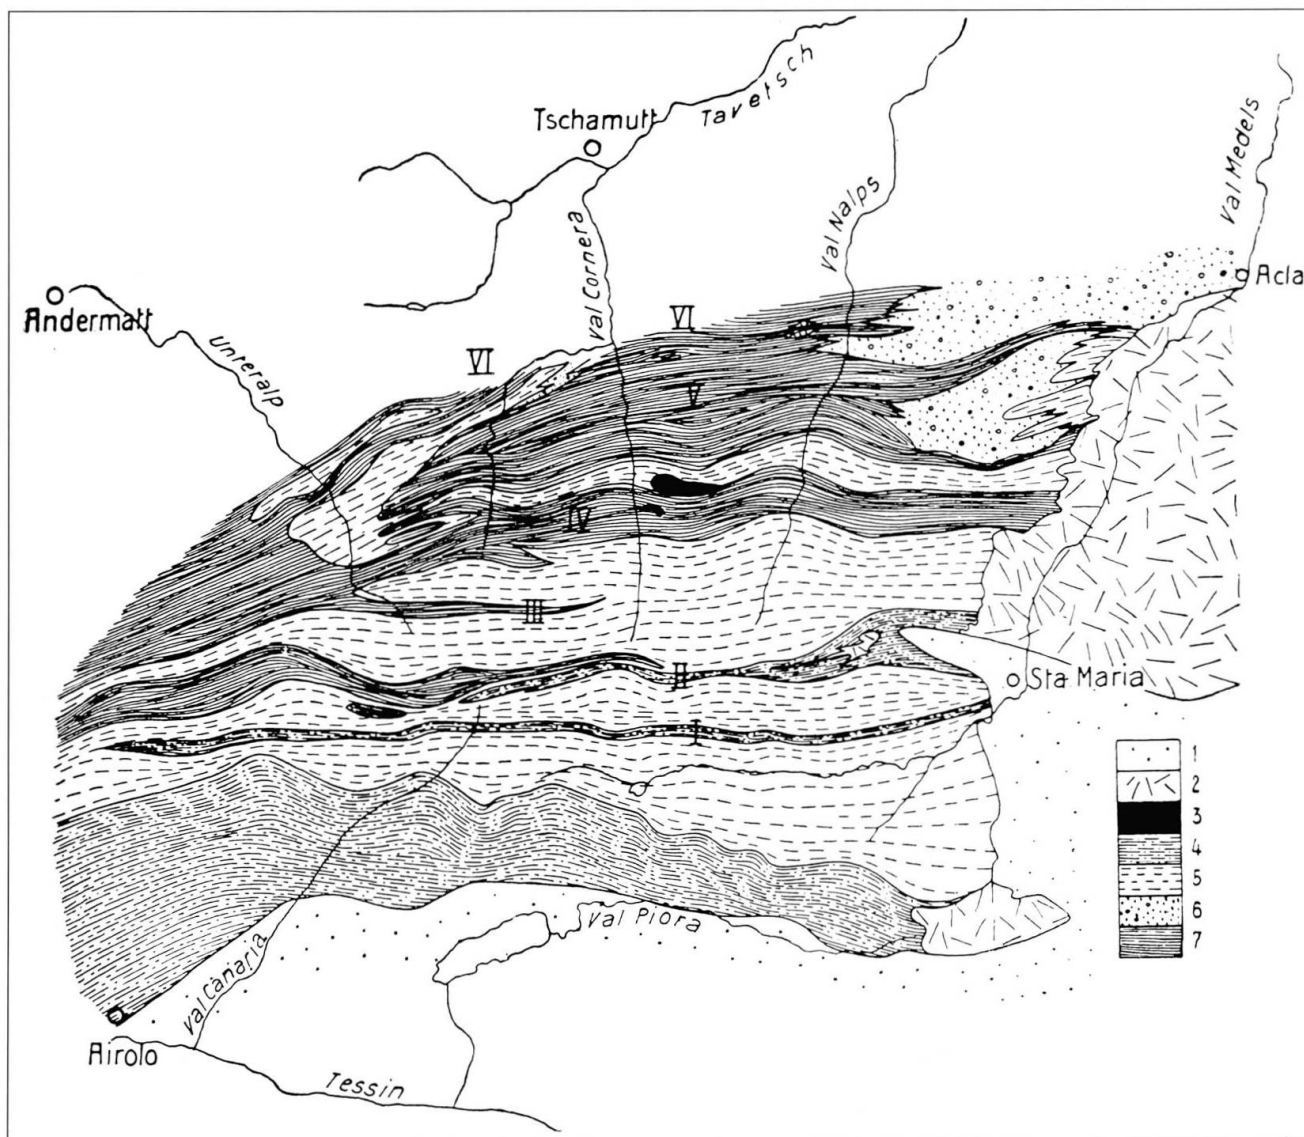 Tschamutt
Tavetsch
Val Medels
Val Nalps
Val Cornera
Acla
Andermatt
Unteralp
VI
VI
V
IV
III
II
Sta Maria
I
1
2
3
4
5
6
7
Val Piora
Val Canaria
Airolo
Tessin